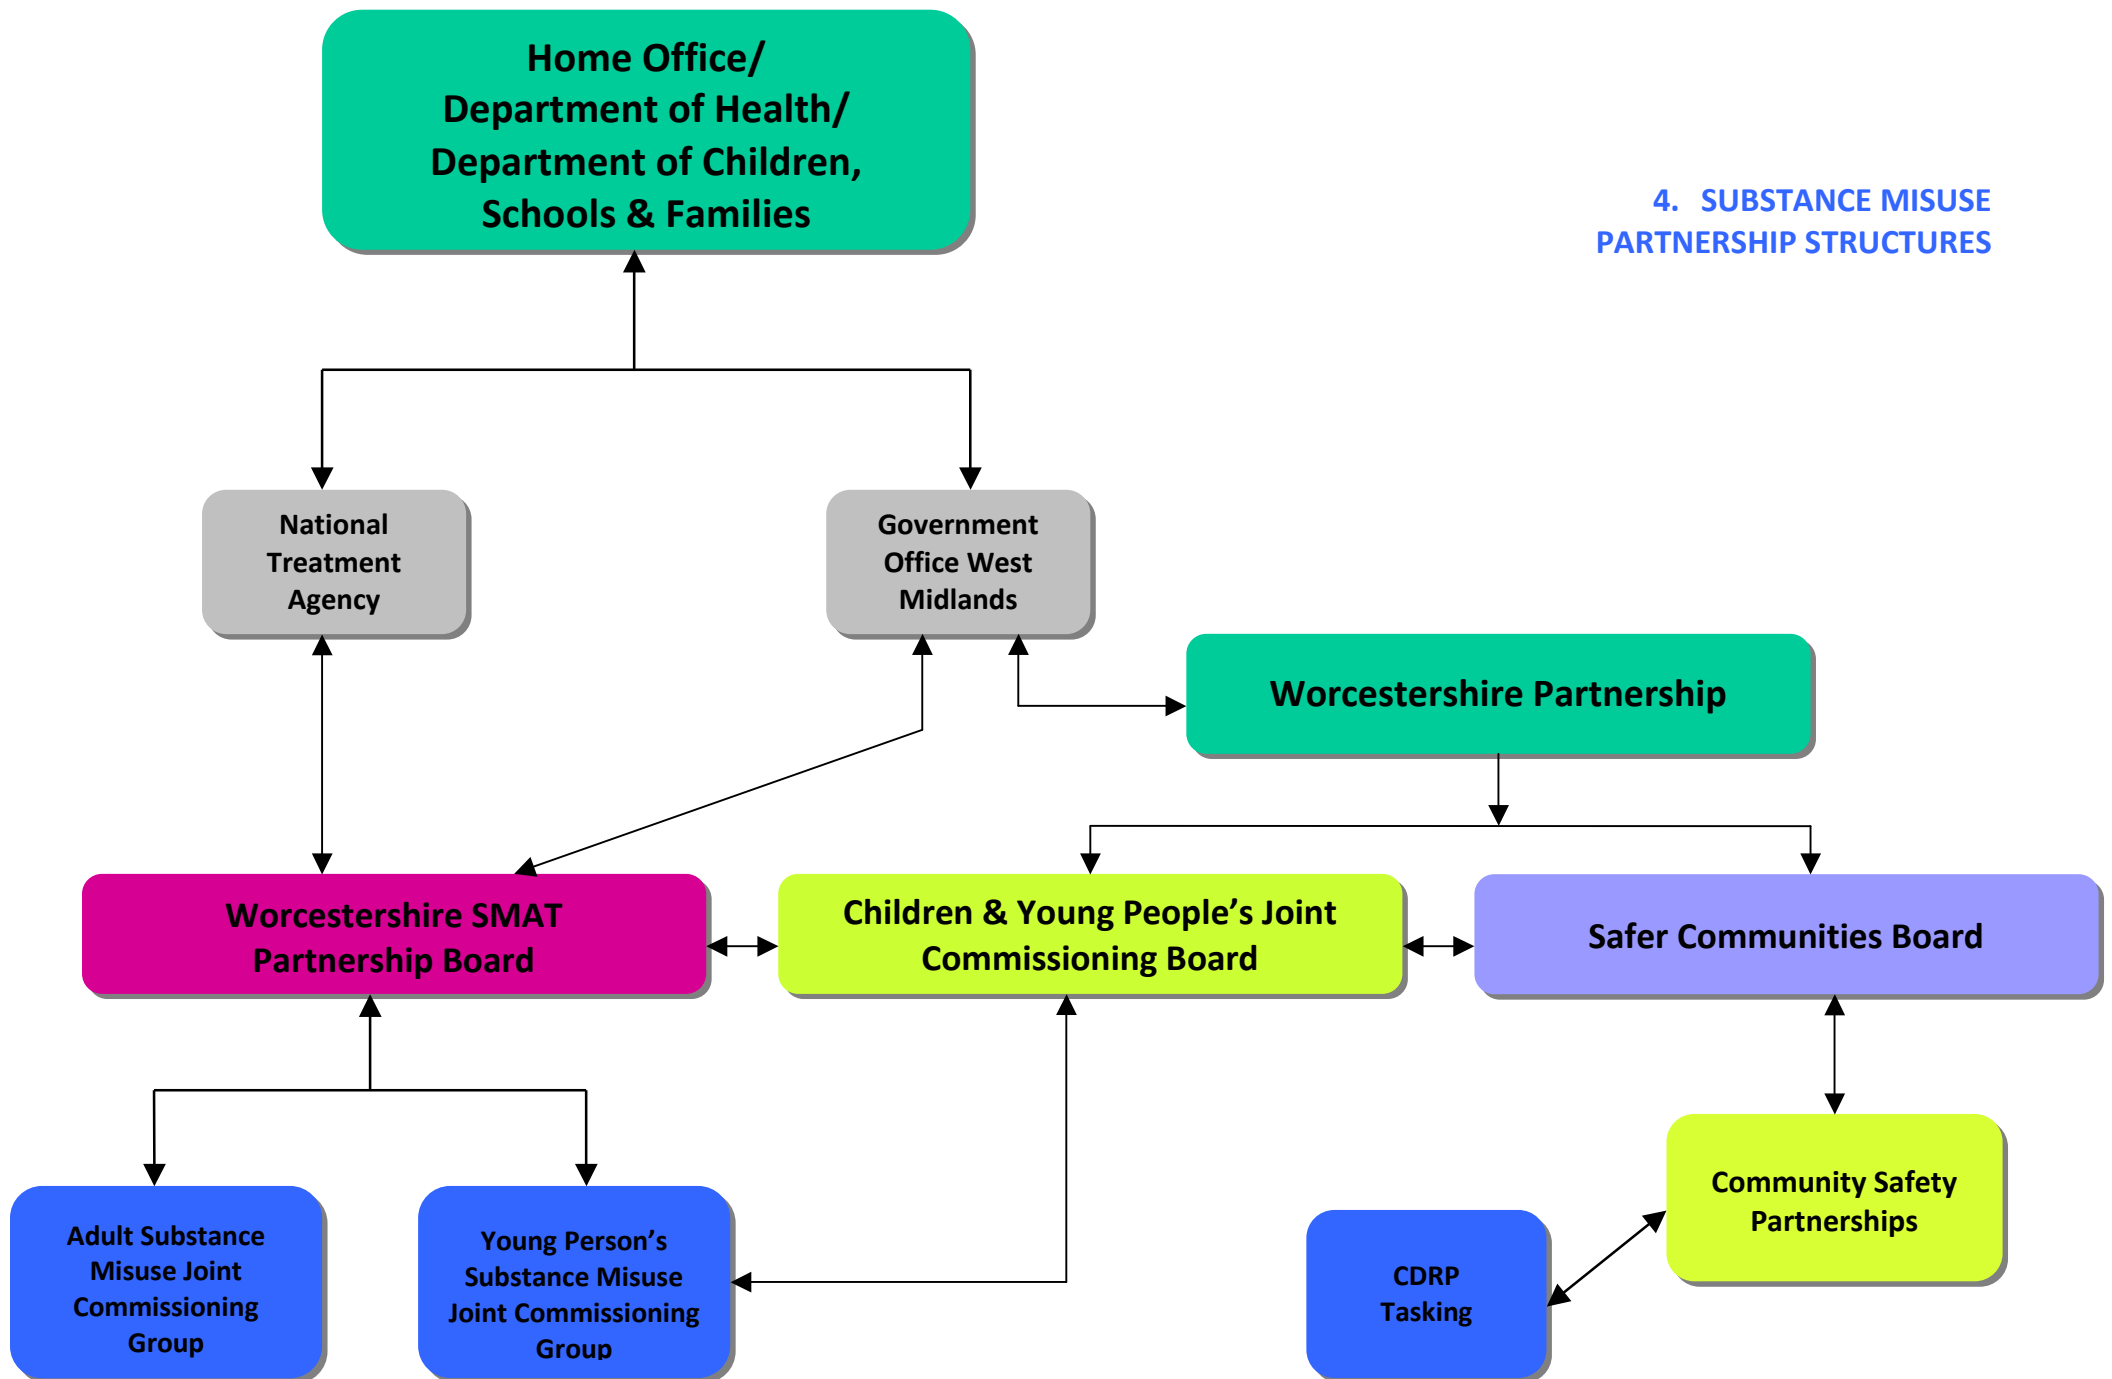 Home Office/
Department of Health/
Department of Children,
Schools & Families
4. SUBSTANCE MISUSE
PARTNERSHIP STRUCTURES
National
Treatment
Agency
Government
Office West
Midlands
Worcestershire Partnership
Worcestershire SMAT
Partnership Board
Children & Young People’s Joint
Commissioning Board
Safer Communities Board
Adult Substance
Misuse Joint
Commissioning
Group
Young Person’s
Substance Misuse
Joint Commissioning
Group
CDRP
Tasking
Community Safety
Partnerships